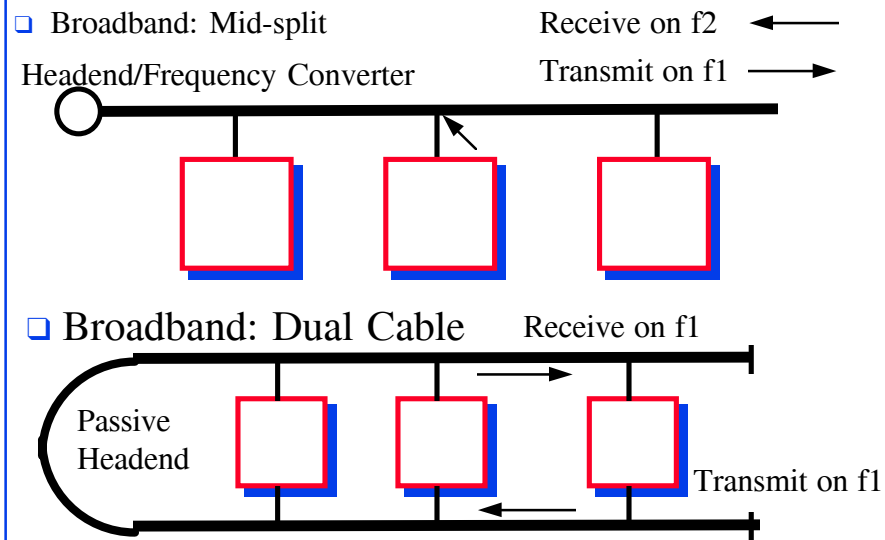 ❑ Broadband: Mid-split
Receive on f2
Headend/Frequency Converter
Transmit on f1
❑ Broadband: Dual Cable
Receive on f1
Passive
Headend
Transmit on f1